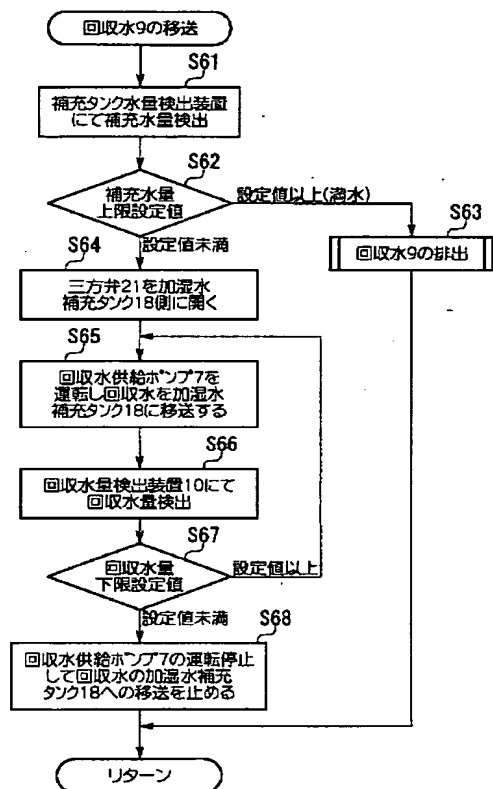 回収水9の移送
S61
補充タンク水量検出装置
にて補充水量検出
S62
補充水量
上限設定値
設定値以上(満水)
S63
回収水9の排出
設定値未満
S64
三方弁21を加湿水
補充タンク18側に開く
S65
回収水供給ポンプ7を
運転し回収水を加湿水
補充タンク18に移送する
S66
回収水量検出装置10にて
回収水量検出
S67
回収水量
下限設定値
設定値以上
設定値未満
S68
回収水供給ポンプ7の運転停止
して回収水の加湿水補充
タンク18への移送を止める
リターン